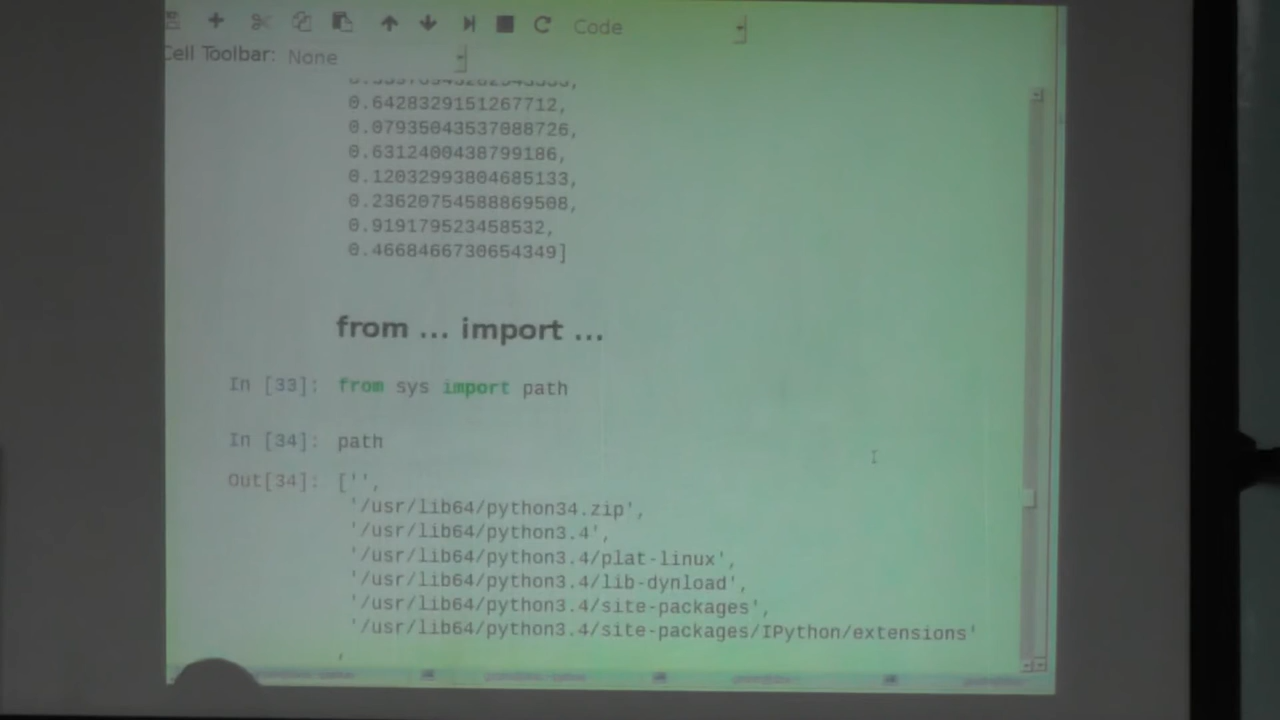 Code
Cell Toolbar: None
0.6428329151267712,
0.07935043537088726,
0.6312400438799186,
0.12032993804685133,
0.23620754588869508,
0.919179523458532,
0.4668466730654349]
from ... import ...
In [33]: from sys import path
In [34]: path
Out[34]: ['',
'/usr/lib64/python34.zip',
'/usr/lib64/python3.4',
'/usr/lib64/python3.4/plat-linux',
'/usr/lib64/python3.4/lib-dynload',
'/usr/lib64/python3.4/site-packages',
'/usr/lib64/python3.4/site-packages/IPython/extensions'
,